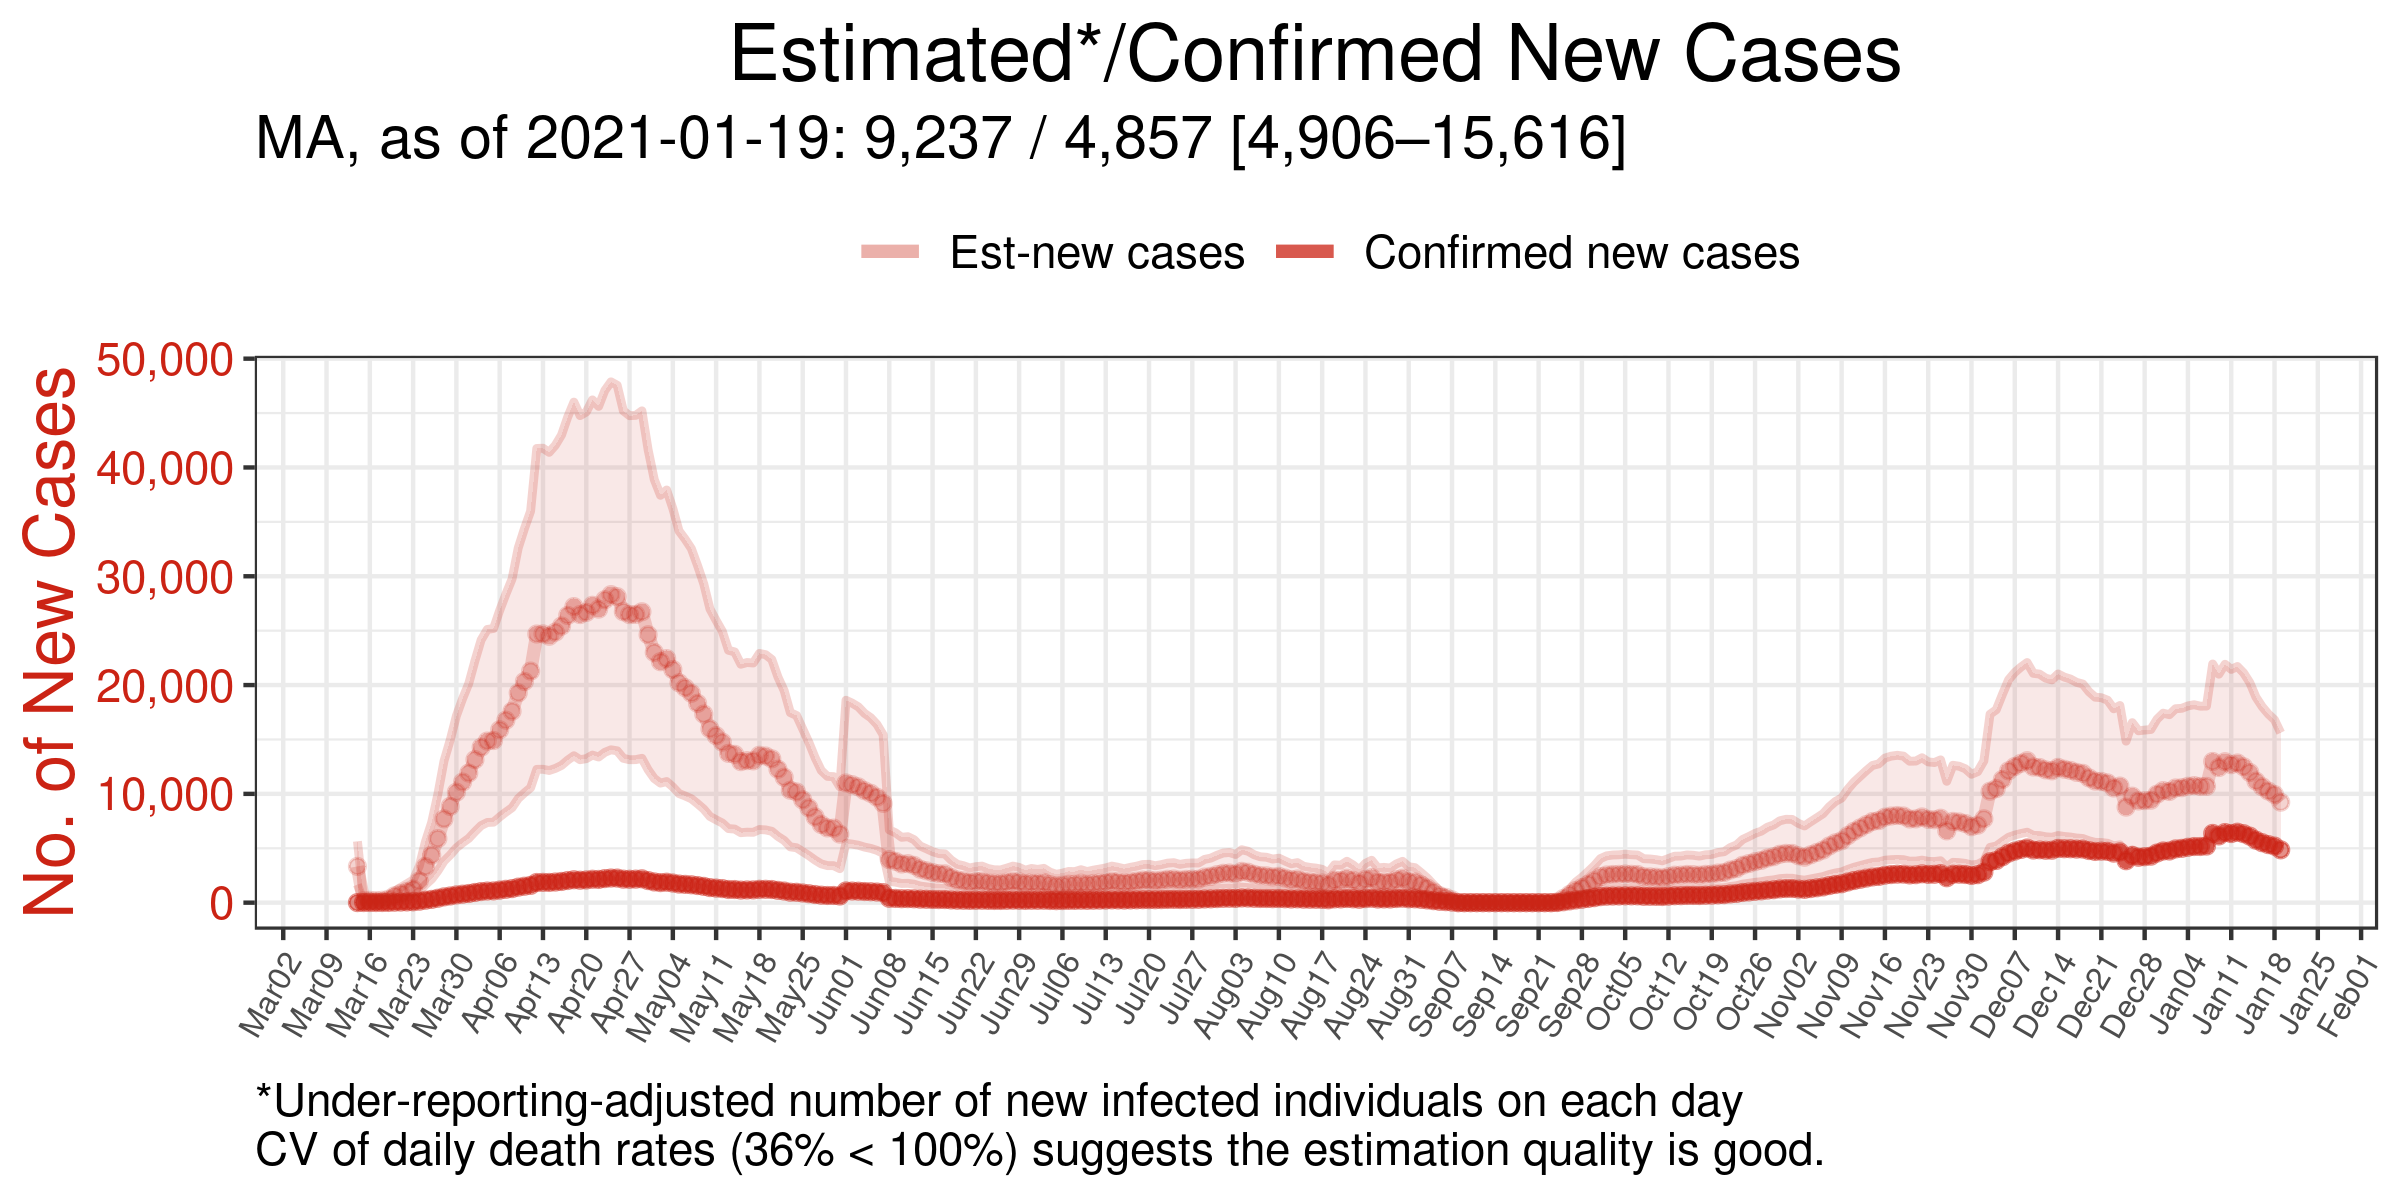 Estimated*/Confirmed New Cases
MA, as of 2021-01-19: 9,237 / 4,857 [4,906–15,616]
Est-new cases Confirmed new cases
No. of New Cases
50,000
40,000
30,000
20,000
10,000
0
Mar02 Mar09 Mar16 Mar23 Mar30 Apr06 Apr13 Apr20 Apr27 May04 May11 May18 May25 Jun01 Jun08 Jun15 Jun22 Jun29 Jul06 Jul13 Jul20 Jul27 Aug03 Aug10 Aug17 Aug24 Aug31 Sep07 Sep14 Sep21 Sep28 Oct05 Oct12 Oct19 Oct26 Nov02 Nov09 Nov16 Nov23 Nov30 Dec07 Dec14 Dec21 Dec28 Jan04 Jan11 Jan18 Jan25 Feb01
*Under-reporting-adjusted number of new infected individuals on each day
CV of daily death rates (36% < 100%) suggests the estimation quality is good.